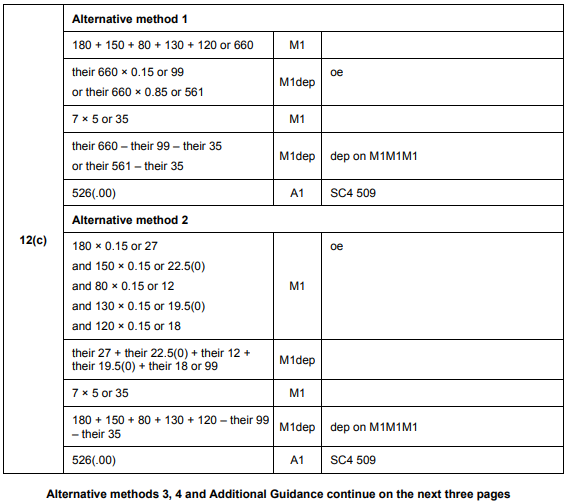 Alternative method 1
180 + 150 + 80 + 130 + 120 or 660 M1
their 660 × 0.15 or 99
or their 660 × 0.85 or 561
M1dep
oe
7 × 5 or 35 M1
their 660 – their 99 – their 35
or their 561 – their 35
M1dep
dep on M1M1M1
526(.00) A1 SC4 509
Alternative method 2
12(c)
180 × 0.15 or 27
and 150 × 0.15 or 22.5(0)
and 80 × 0.15 or 12
and 130 × 0.15 or 19.5(0)
and 120 × 0.15 or 18
M1
oe
their 27 + their 22.5(0) + their 12 +
their 19.5(0) + their 18 or 99
M1dep
7 × 5 or 35 M1
180 + 150 + 80 + 130 + 120 – their 99
– their 35
M1dep
dep on M1M1M1
526(.00) A1 SC4 509
Alternative methods 3, 4 and Additional Guidance continue on the next three pages